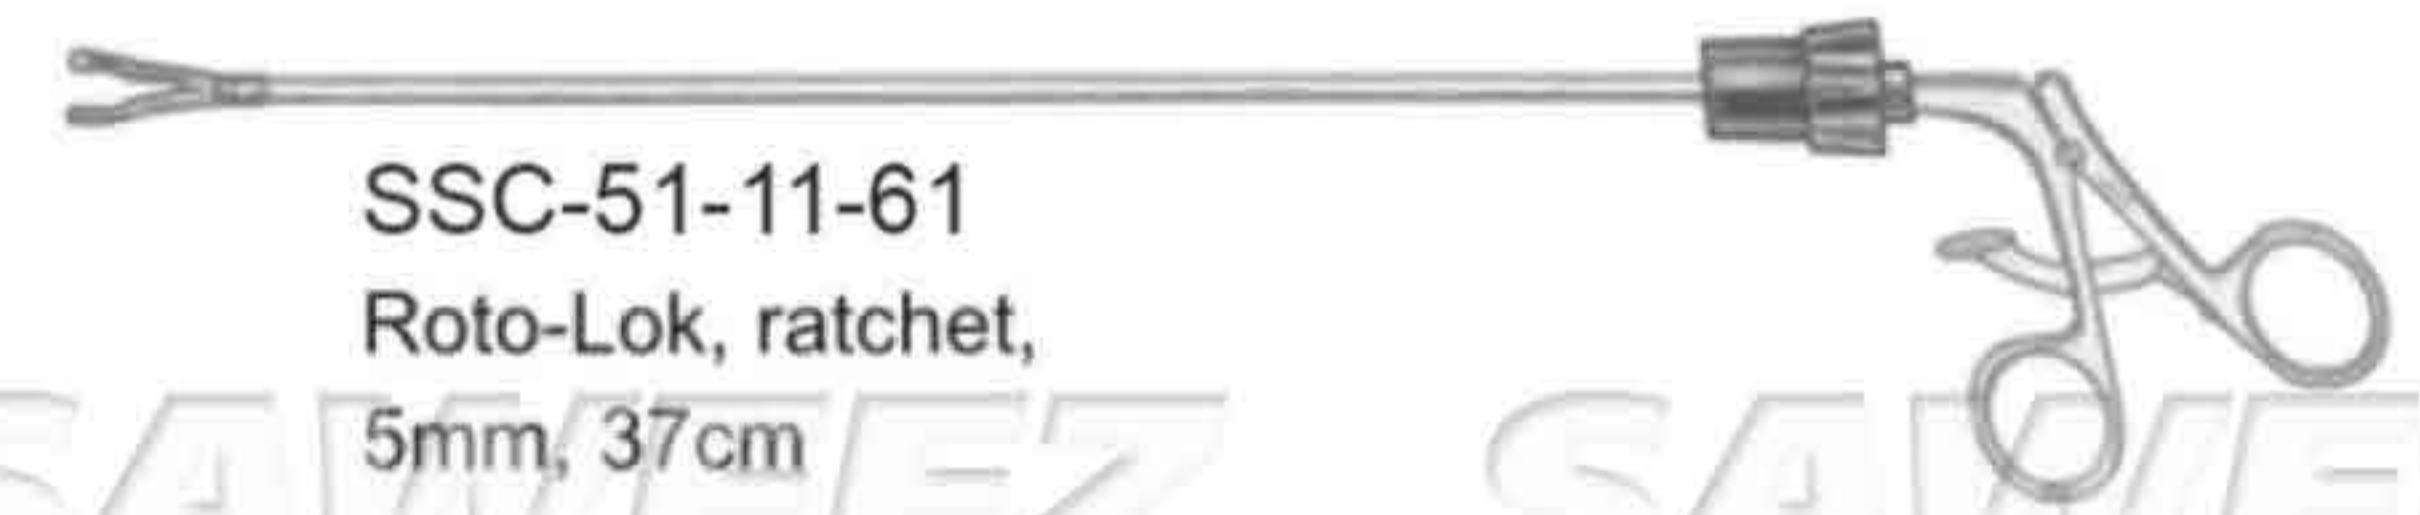 SSC-51-11-61
Roto-Lok, ratchet,
5mm, 37cm